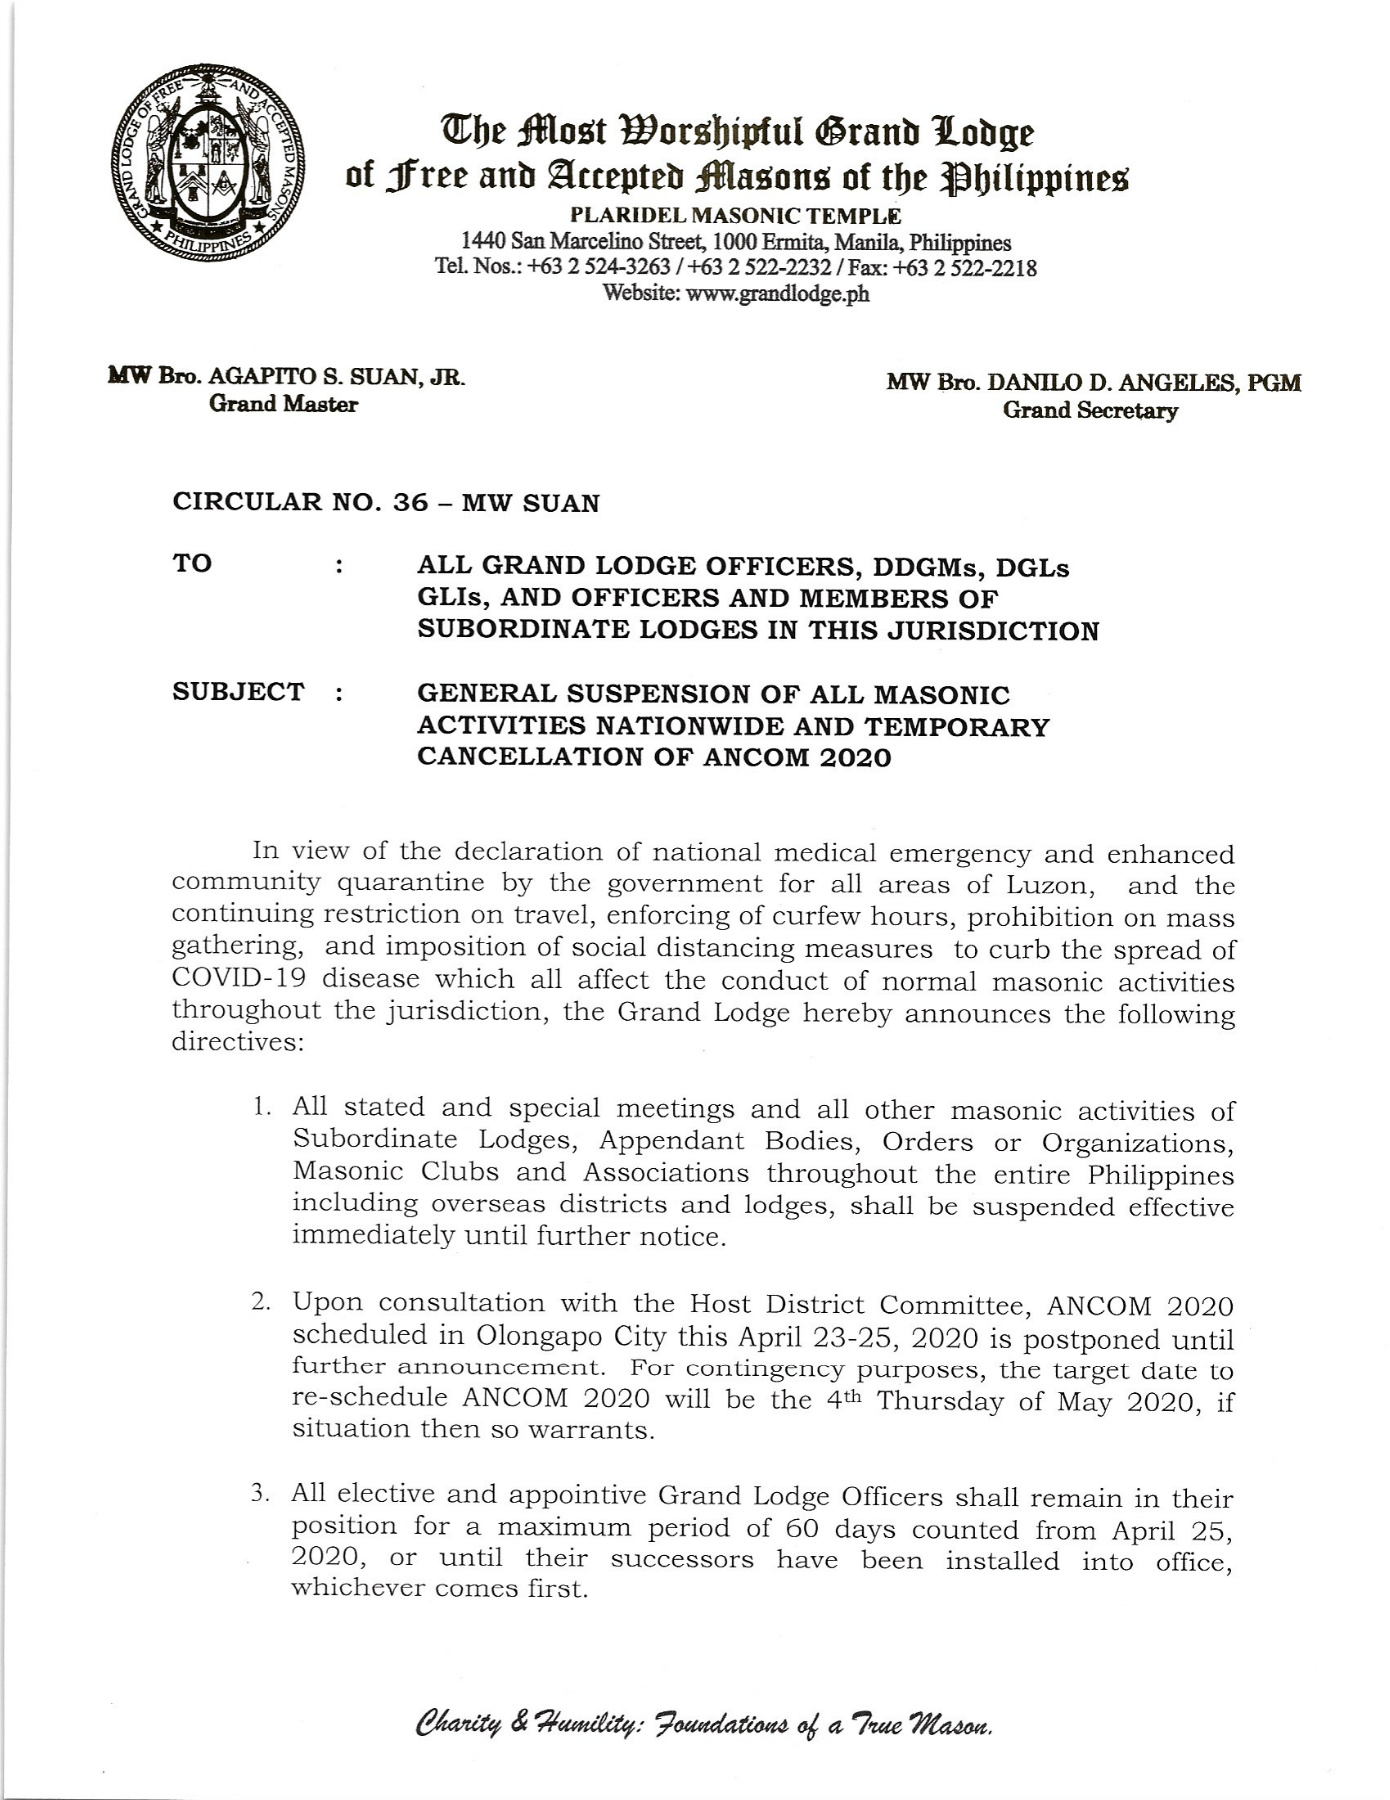 GRAND LODGE OF FREE AND ACCEPTED MASONS
PHILIPPINES
The Most Worshipful Grand Lodge
of Free and Accepted Masons of the Philippines
PLARIDEL MASONIC TEMPLE
1440 San Marcelino Street, 1000 Ermita, Manila, Philippines
Tel. Nos.: +63 2 524-3263 / +63 2 522-2232 / Fax: +63 2 522-2218
Website: www.grandlodge.ph
MW Bro. AGAPITO S. SUAN, JR.
Grand Master
MW Bro. DANILO D. ANGELES, PGM
Grand Secretary
CIRCULAR NO. 36 – MW SUAN
TO : ALL GRAND LODGE OFFICERS, DDGMs, DGLs
GLIs, AND OFFICERS AND MEMBERS OF
SUBORDINATE LODGES IN THIS JURISDICTION
SUBJECT : GENERAL SUSPENSION OF ALL MASONIC
ACTIVITIES NATIONWIDE AND TEMPORARY
CANCELLATION OF ANCOM 2020
In view of the declaration of national medical emergency and enhanced
community quarantine by the government for all areas of Luzon, and the
continuing restriction on travel, enforcing of curfew hours, prohibition on mass
gathering, and imposition of social distancing measures to curb the spread of
COVID-19 disease which all affect the conduct of normal masonic activities
throughout the jurisdiction, the Grand Lodge hereby announces the following
directives:
1. All stated and special meetings and all other masonic activities of
Subordinate Lodges, Appendant Bodies, Orders or Organizations,
Masonic Clubs and Associations throughout the entire Philippines
including overseas districts and lodges, shall be suspended effective
immediately until further notice.
2. Upon consultation with the Host District Committee, ANCOM 2020
scheduled in Olongapo City this April 23-25, 2020 is postponed until
further announcement. For contingency purposes, the target date to
re-schedule ANCOM 2020 will be the 4th Thursday of May 2020, if
situation then so warrants.
3. All elective and appointive Grand Lodge Officers shall remain in their
position for a maximum period of 60 days counted from April 25,
2020, or until their successors have been installed into office,
whichever comes first.
Charity & Humility: Foundations of a True Mason.